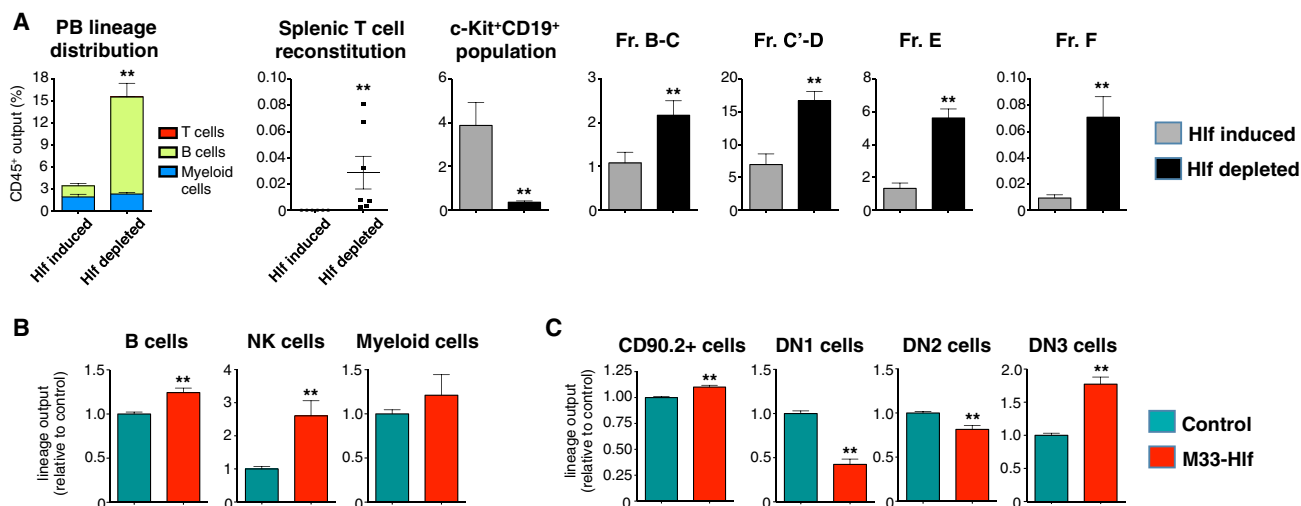 A
PB lineage
distribution
Splenic T cell
reconstitution
c-Kit⁺CD19⁺
population
Fr. B-C
Fr. C'-D
Fr. E
Fr. F
CD45⁺ output (%)
18
15
12
9
6
3
0
**
T cells
B cells
Myeloid
cells
Hlf induced
Hlf depleted
0.10
0.08
0.06
0.04
0.02
0
**
Hlf induced
Hlf depleted
6
4
2
0
**
3
2
1
0
**
20
15
10
5
0
**
8
6
4
2
0
**
0.10
0.08
0.06
0.04
0.02
0
**
Hlf induced
Hlf depleted
B
B cells
NK cells
Myeloid cells
lineage output
(relative to control)
1.5
1.0
0.5
0
**
4
3
2
1
0
**
1.5
1.0
0.5
0
C
CD90.2+ cells
DN1 cells
DN2 cells
DN3 cells
lineage output
(relative to control)
1.25
1.00
0.75
0.50
0.25
0
**
1.5
1.0
0.5
0
**
1.5
1.0
0.5
0
**
2.0
1.5
1.0
0.5
0
**
Control
M33-Hlf